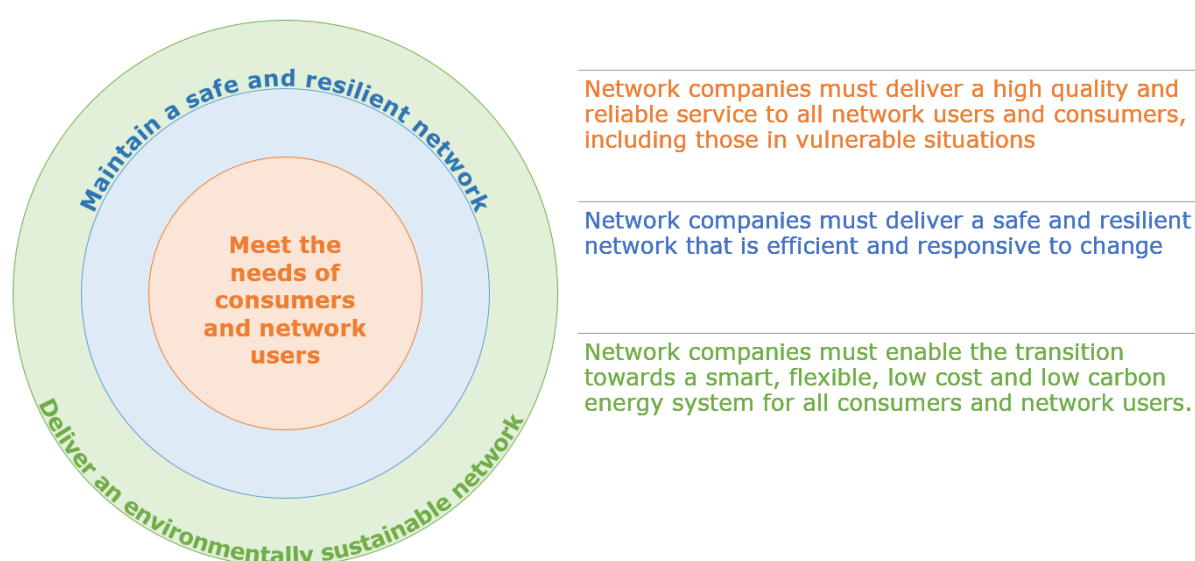 Maintain a safe and resilient network
Meet the
needs of
consumers
and network
users
Deliver an environmentally sustainable network
Network companies must deliver a high quality and
reliable service to all network users and consumers,
including those in vulnerable situations
Network companies must deliver a safe and resilient
network that is efficient and responsive to change
Network companies must enable the transition
towards a smart, flexible, low cost and low carbon
energy system for all consumers and network users.